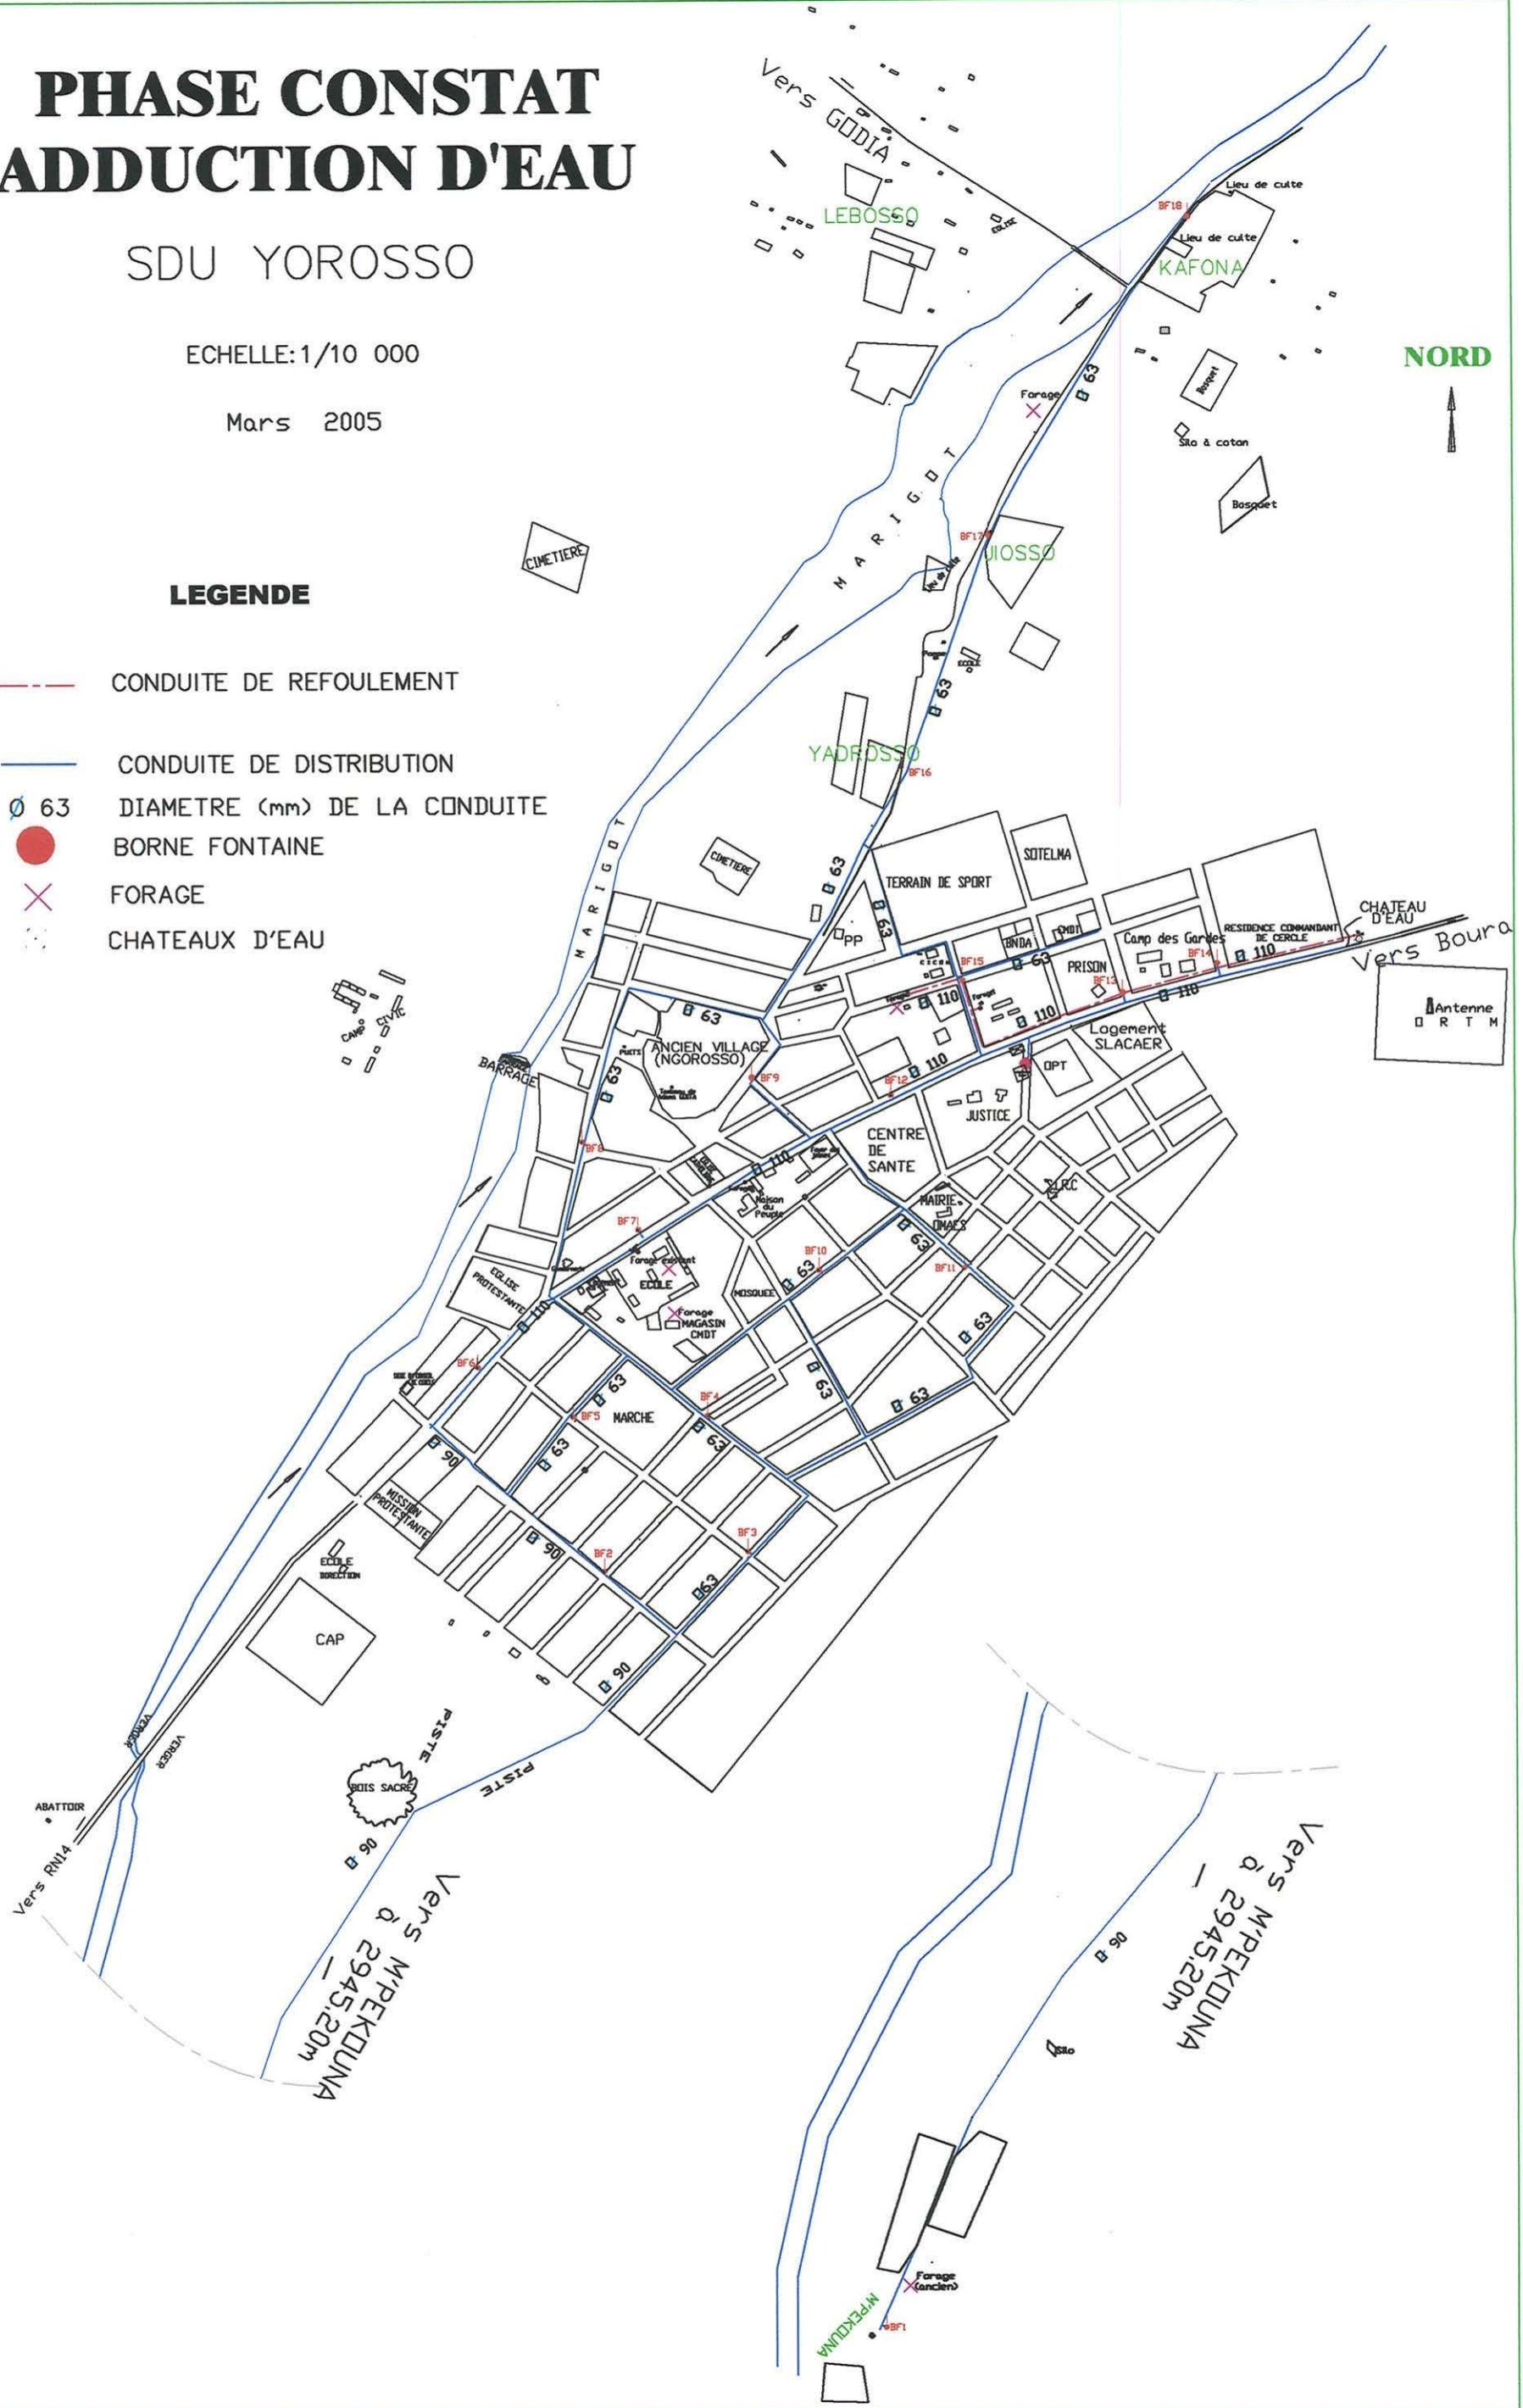 PHASE CONSTAT
ADDUCTION D'EAU
SDU YOROSSO
ECHELLE: 1/10 000
Mars 2005
NORD
LEGENDE
CONDUITE DE REFOULEMENT
CONDUITE DE DISTRIBUTION
Ø 63 DIAMETRE (mm) DE LA CONDUITE
BORNE FONTAINE
FORAGE
CHATEAUX D'EAU
Vers GODIA
LEBOSSO
EGLISE
Lieu de culte
BF18
Lieu de culte
KAFONA
63
Forage
Bosquet
Silo à coton
Bosquet
MARIGOT
CIMETIERE
BF17
UIOSSO
ECOLE
63
YADROSSO
BF16
MARIGOT
CIMETIERE
63
63
TERRAIN DE SPORT
SOTELMA
PP
BNDA
CMDT
Camp des Gardes
RESIDENCE COMMANDANT
DE CERCLE
CHATEAU
D'EAU
Vers Boura
BF15
63
PRISON
BF13
BF14
110
110
110
110
Antenne
O R T M
Logement
SLACAER
CAMP CIVIC
BARRAGE
63
ANCIEN VILLAGE
(NGOROSSO)
PUITS
63
BF9
BF12
110
OPT
JUSTICE
BF8
CENTRE
DE
SANTE
110
Maison
du
Peuple
MAIRIE
OMAES
S.L.R.C
BF7
Forage existant
ECOLE
BF10
63
63
BF11
EGLISE
PROTESTANTE
110
MOSQUEE
Forage
MAGASIN
CMDT
63
BF6
63
BF4
63
63
BF5
MARCHE
63
63
90
MISSION
PROTESTANTE
90
BF2
BF3
63
ECOLE
DIRECTION
CAP
90
VERGER
VERGER
PISTE
PISTE
BOIS SACRE
ABATTOIR
Vers RN14
90
Vers M'PEKOUNA
à 2945.20m
Vers M'PEKOUNA
à 2945.20m
90
Silo
Forage
(ancien)
M'PEKOUNA
BF1